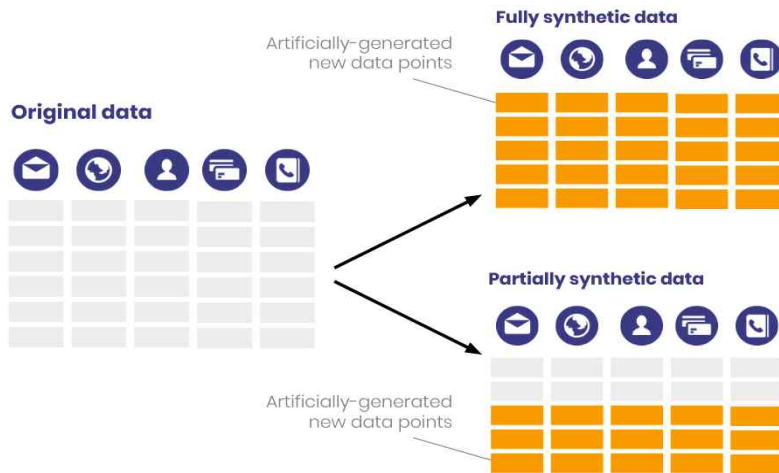 Fully synthetic data
Artificially-generated
new data points
Original data
Partially synthetic data
Artificially-generated
new data points